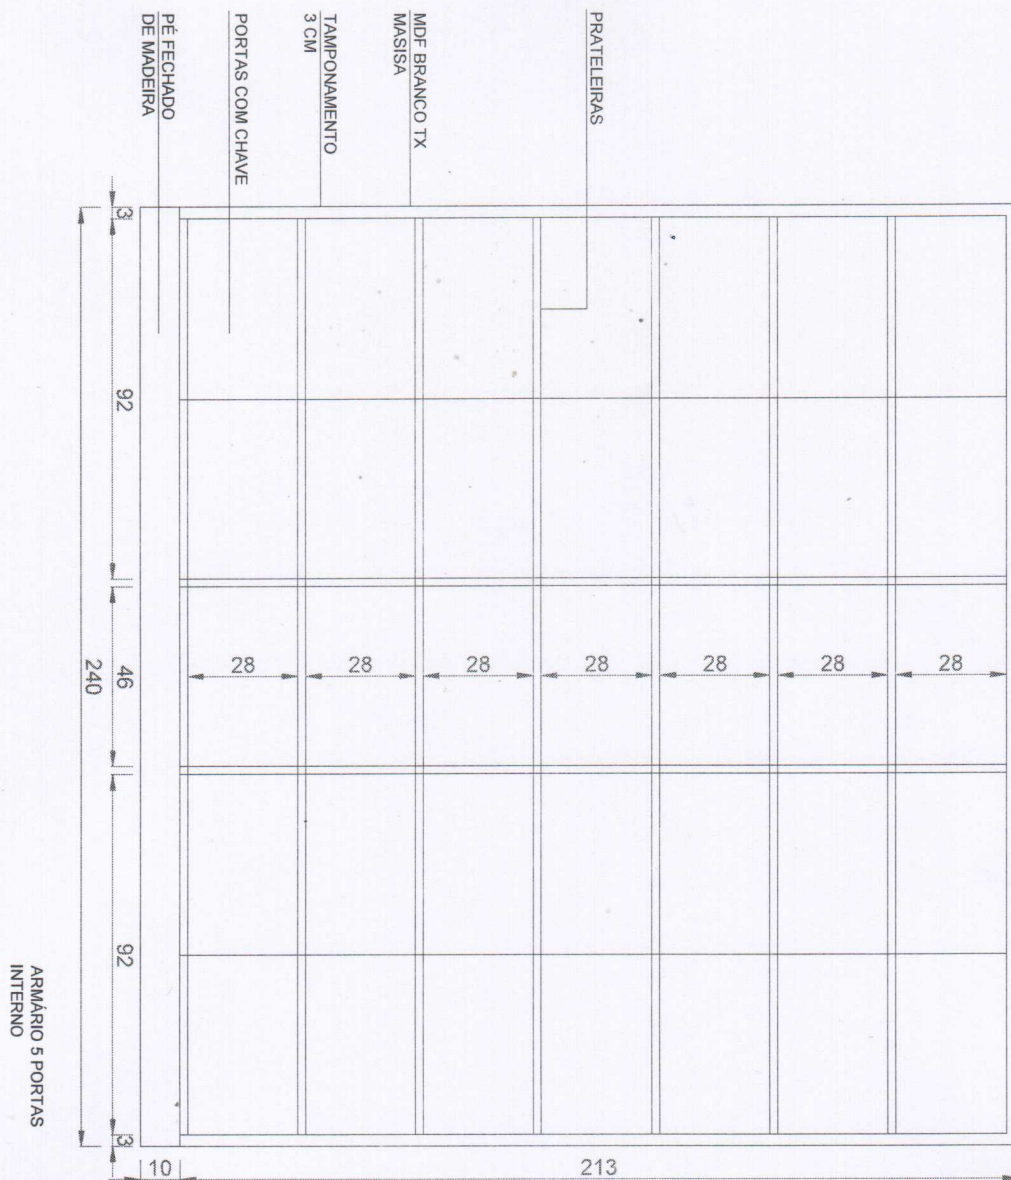 PRATELEIRAS
MDF BRANCO TX
MASISA
TAMPONAMENTO
3 CM
PORTAS COM CHAVE
PÉ FECHADO
DE MADEIRA
28
28
28
28
28
28
28
213
10
3
92
46
92
3
240
ARMÁRIO 5 PORTAS
INTERNO